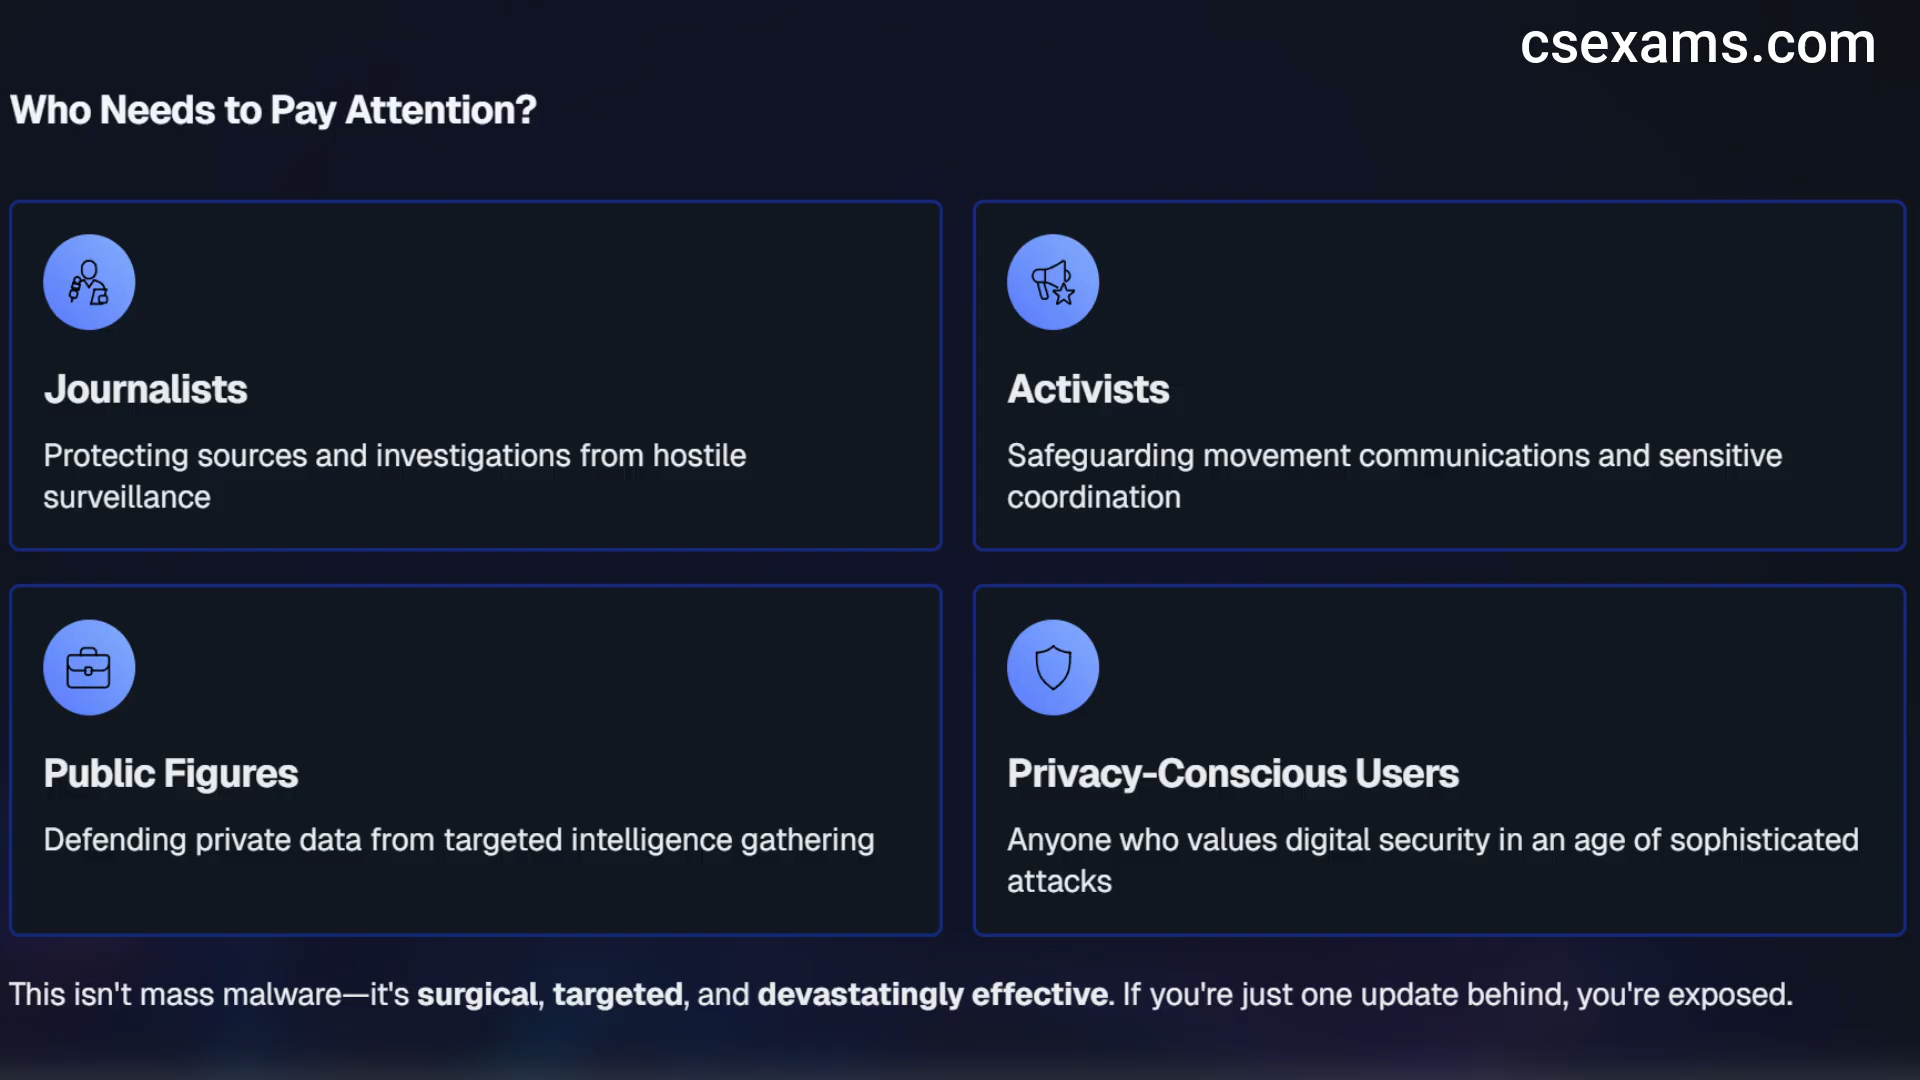 csexams.com
Who Needs to Pay Attention?
Journalists
Protecting sources and investigations from hostile
surveillance
Activists
Safeguarding movement communications and sensitive
coordination
Public Figures
Defending private data from targeted intelligence gathering
Privacy-Conscious Users
Anyone who values digital security in an age of sophisticated
attacks
This isn't mass malware—it's surgical, targeted, and devastatingly effective. If you're just one update behind, you're exposed.